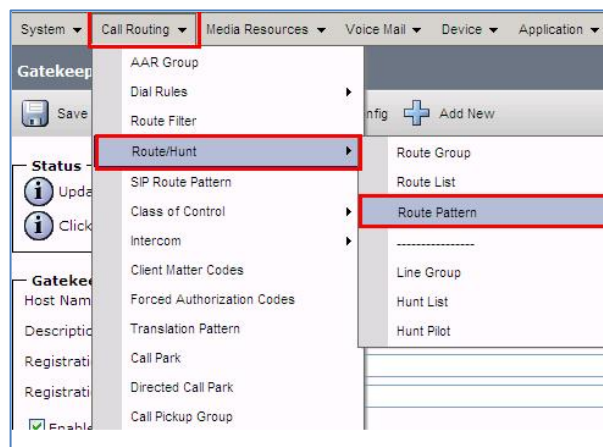 System Call Routing Media Resources Voice Mail Device Application
Gatekeep
Save nfig Add New
Status
Upda
Click
Gatekee
Host Nam
Descriptic
Registrati
Registrati
Enable
AAR Group
Dial Rules
Route Filter
Route/Hunt
SIP Route Pattern
Class of Control
Intercom
Client Matter Codes
Forced Authorization Codes
Translation Pattern
Call Park
Directed Call Park
Call Pickup Group
Route Group
Route List
Route Pattern
----------------
Line Group
Hunt List
Hunt Pilot